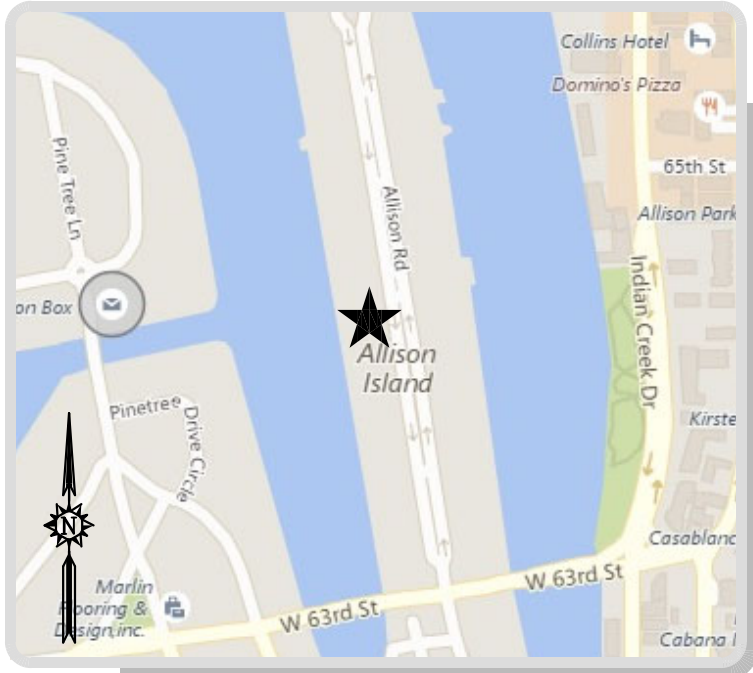 Collins Hotel
Domino's Pizza
Pine Tree Ln
65th St
Allison Rd
Allison Park
Indian Creek Dr
on Box
Allison
Island
Pinetree
Drive Circle
Kirste
N
Casablanc
W 63rd St
Marlin
Flooring &
Design,inc.
W 63rd St
Cabana